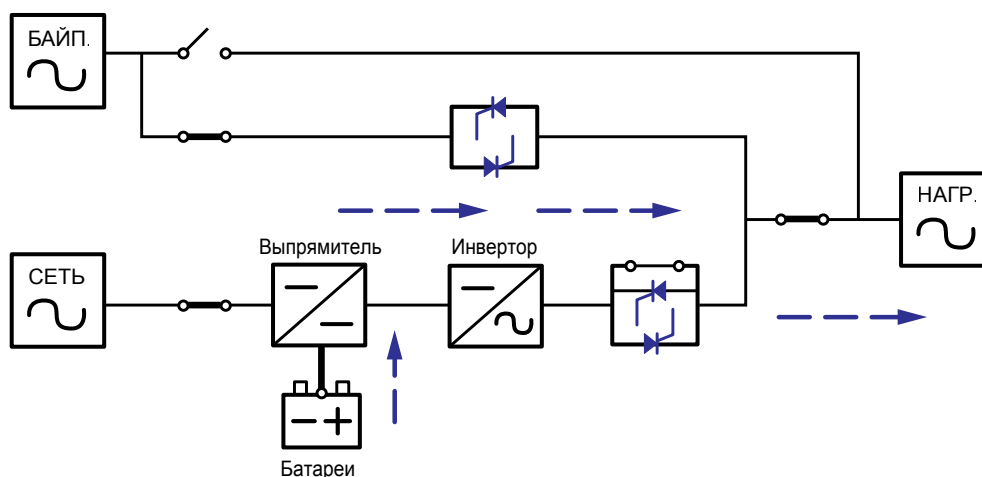 БАЙП.
НАГР.
Выпрямитель
Инвертор
СЕТЬ
Батареи